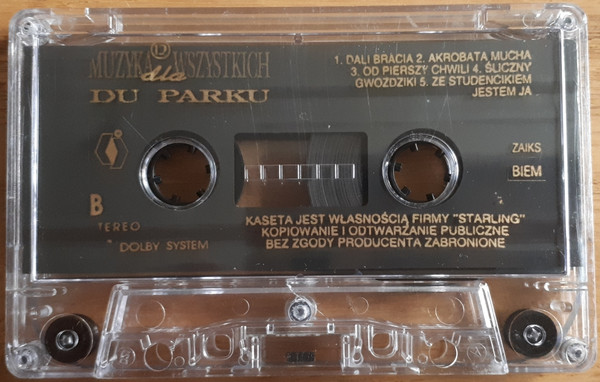 MUZYKA 12 WSZYSTKICH
dla
DU PARKU
1. DALI BRACIA 2. AKROBATA MUCHA
3. OD PIERSZY CHWILI 4. ŚLICZNY
GWOZDZIKI 5. ZE STUDENCIKIEM
JESTEM JA
ZAIKS
BIEM
B
TEREO
DOLBY SYSTEM
KASETA JEST WŁASNOŚCIĄ FIRMY "STARLING"
KOPIOWANIE I ODTWARZANIE PUBLICZNE
BEZ ZGODY PRODUCENTA ZABRONIONE